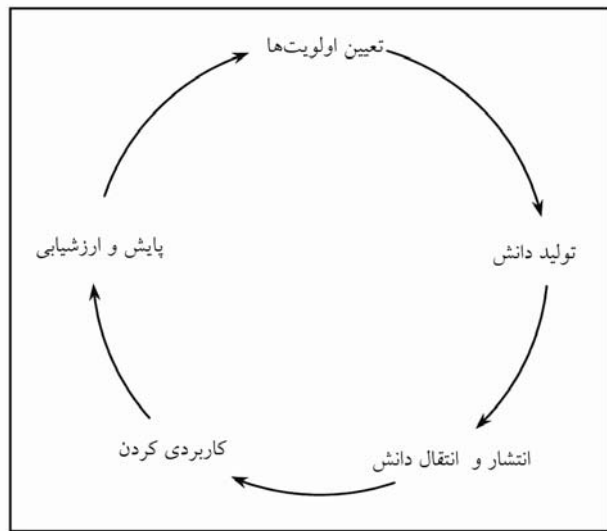 تعیین اولویت‌ها
تولید دانش
انتشار و انتقال دانش
کاربردی کردن
پایش و ارزشیابی